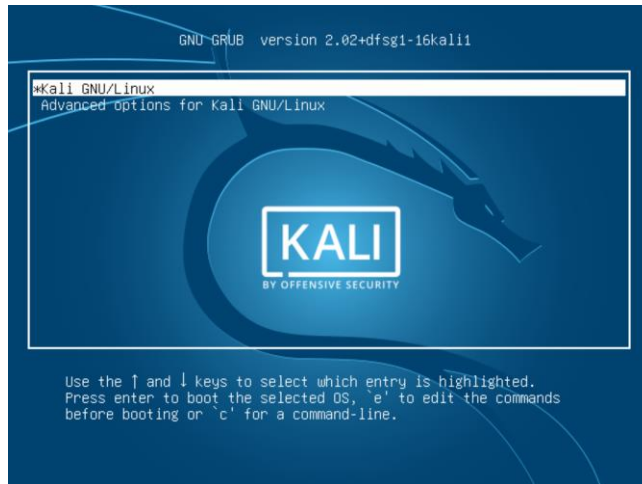 GNU GRUB version 2.02+dfsg1-16kali1
*Kali GNU/Linux
Advanced options for Kali GNU/Linux
KALI
BY OFFENSIVE SECURITY
Use the ↑ and ↓ keys to select which entry is highlighted.
Press enter to boot the selected OS, `e' to edit the commands
before booting or `c' for a command-line.